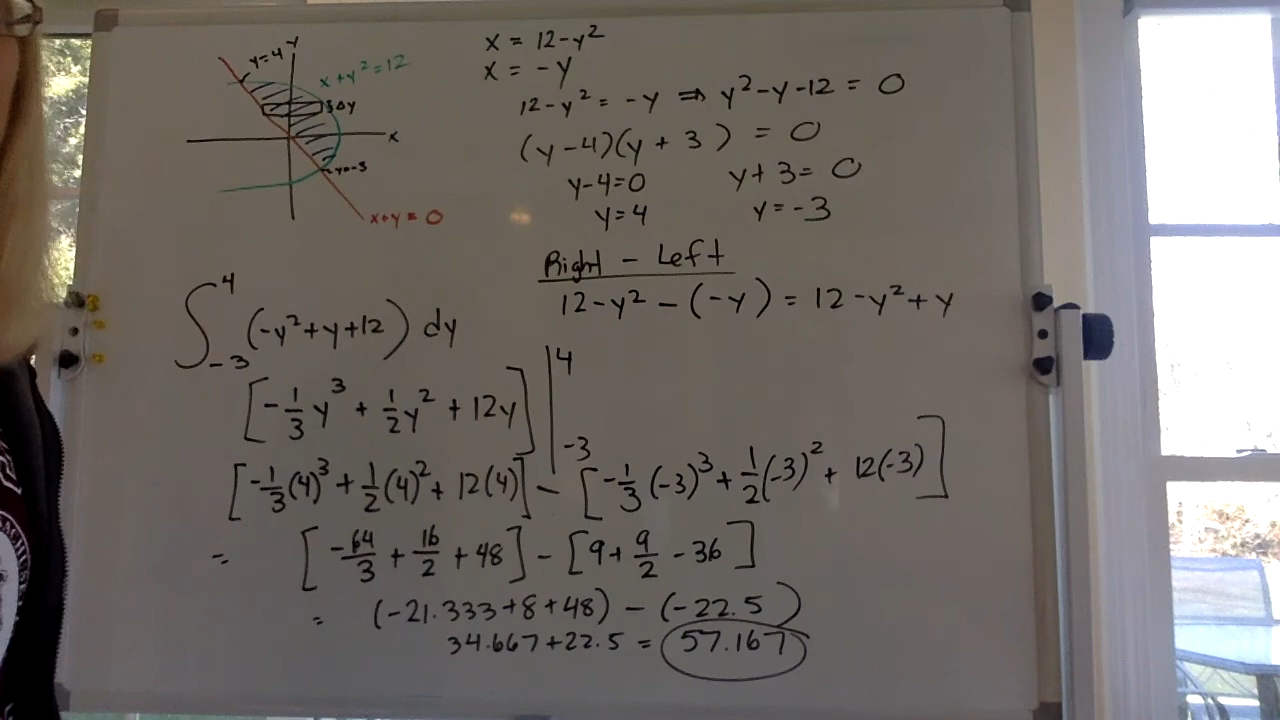 y=4
y
x+y²=12
Δy
x
y=-3
x+y=0
x = 12-y²
x = -y
12-y² = -y ⇒ y²-y-12 = 0
(y-4)(y+3) = 0
y-4=0 y+3=0
y=4 y=-3
Right - Left
12-y² - (-y) = 12-y²+y
∫₋₃⁴ (-y²+y+12) dy
[-1/3 y³ + 1/2 y² + 12y] |₋₃⁴
[-1/3(4)³ + 1/2(4)² + 12(4)] - [-1/3(-3)³ + 1/2(-3)² + 12(-3)]
= [-64/3 + 16/2 + 48] - [9 + 9/2 - 36]
= (-21.333+8+48) - (-22.5)
34.667+22.5 = 57.167